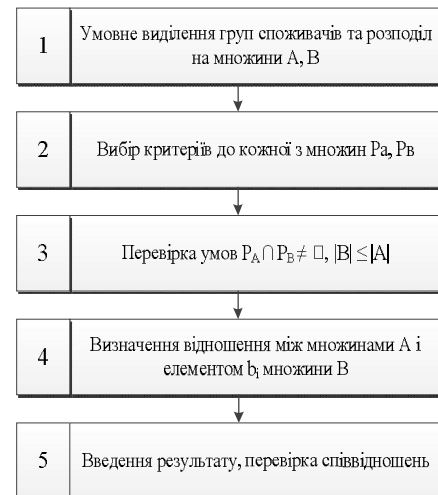 1
Умовне виділення груп споживачів та розподіл
на множини A, B
2
Вибір критеріїв до кожної з множин Pa, Pв
3
Перевірка умов P_A ∩ P_B ≠ □, |B| ≤ |A|
4
Визначення відношення між множинами A і
елементом b_i множини B
5
Введення результату, перевірка співвідношень